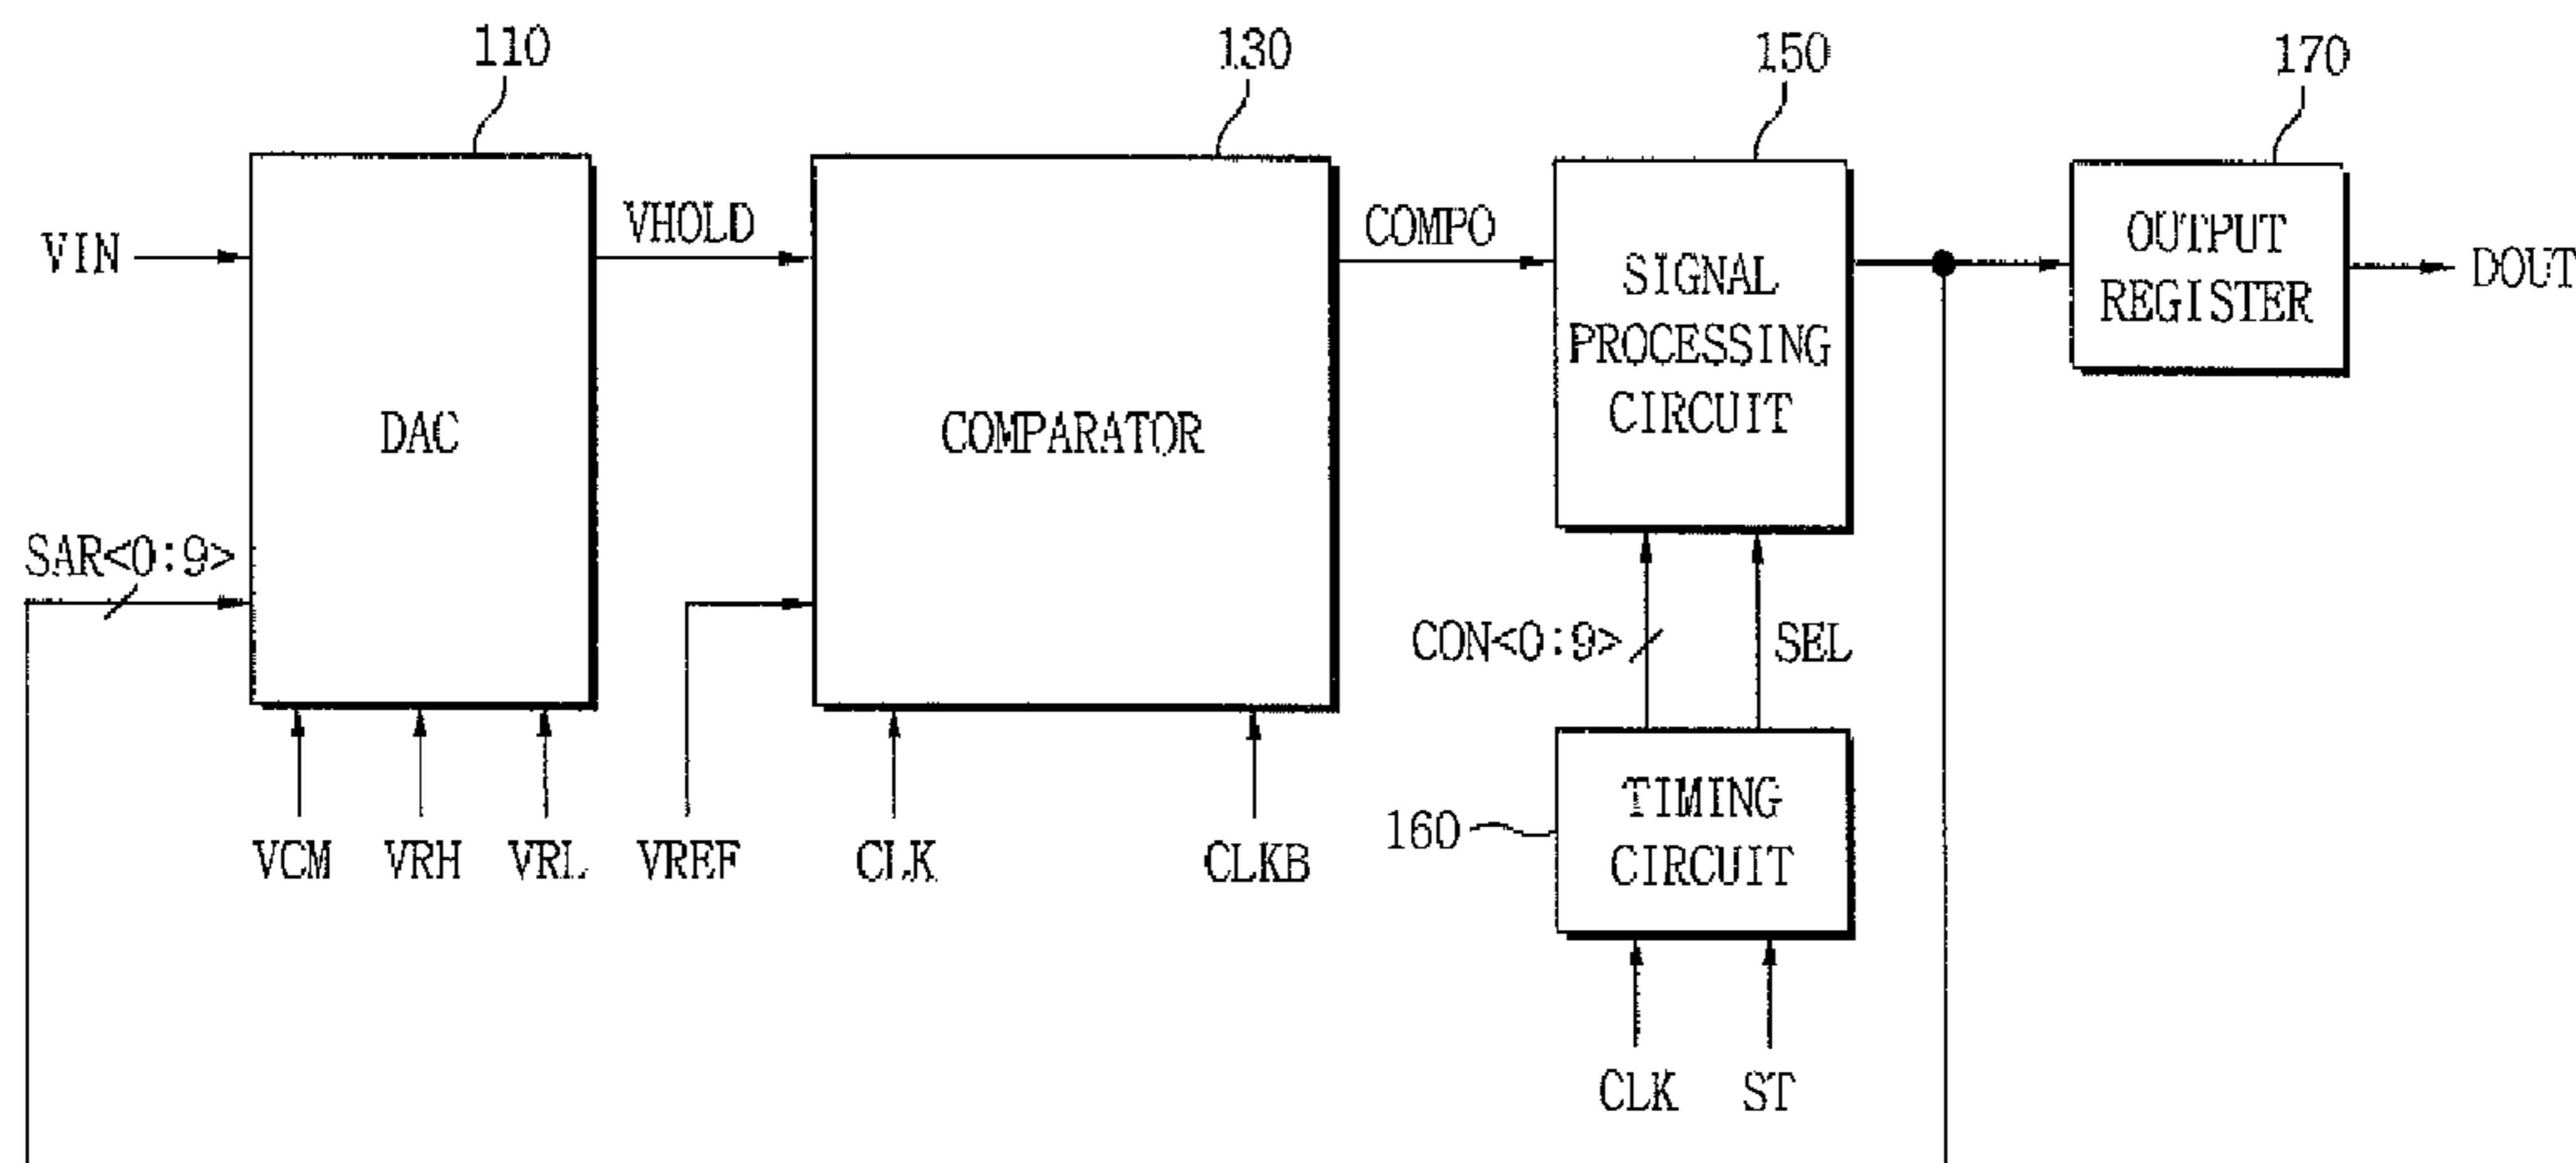 110
130
150
170
VIN
VHOLD
COMPO
SIGNAL
PROCESSING
CIRCUIT
OUTPUT
REGISTER
DOUT
DAC
COMPARATOR
SAR<0:9>
CON<0:9>
SEL
VCM
VRH
VRL
VREF
CLK
CLKB
160
TIMING
CIRCUIT
CLK
ST